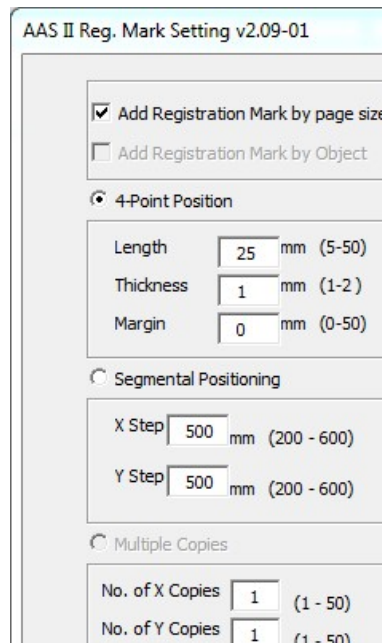 AAS II Reg. Mark Setting v2.09-01
Add Registration Mark by page size
Add Registration Mark by Object
4-Point Position
Length 25 mm (5-50)
Thickness 1 mm (1-2 )
Margin 0 mm (0-50)
Segmental Positioning
X Step 500 mm (200 - 600)
Y Step 500 mm (200 - 600)
Multiple Copies
No. of X Copies 1 (1 - 50)
No. of Y Copies 1 (1 - 50)